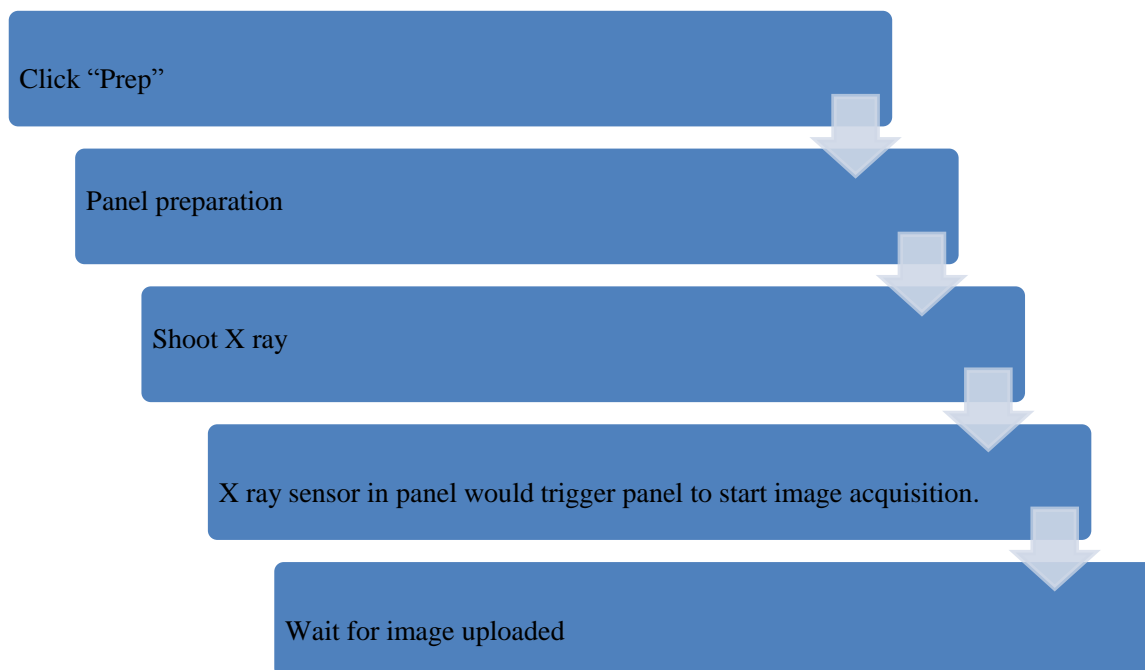 Click “Prep”
Panel preparation
Shoot X ray
X ray sensor in panel would trigger panel to start image acquisition.
Wait for image uploaded